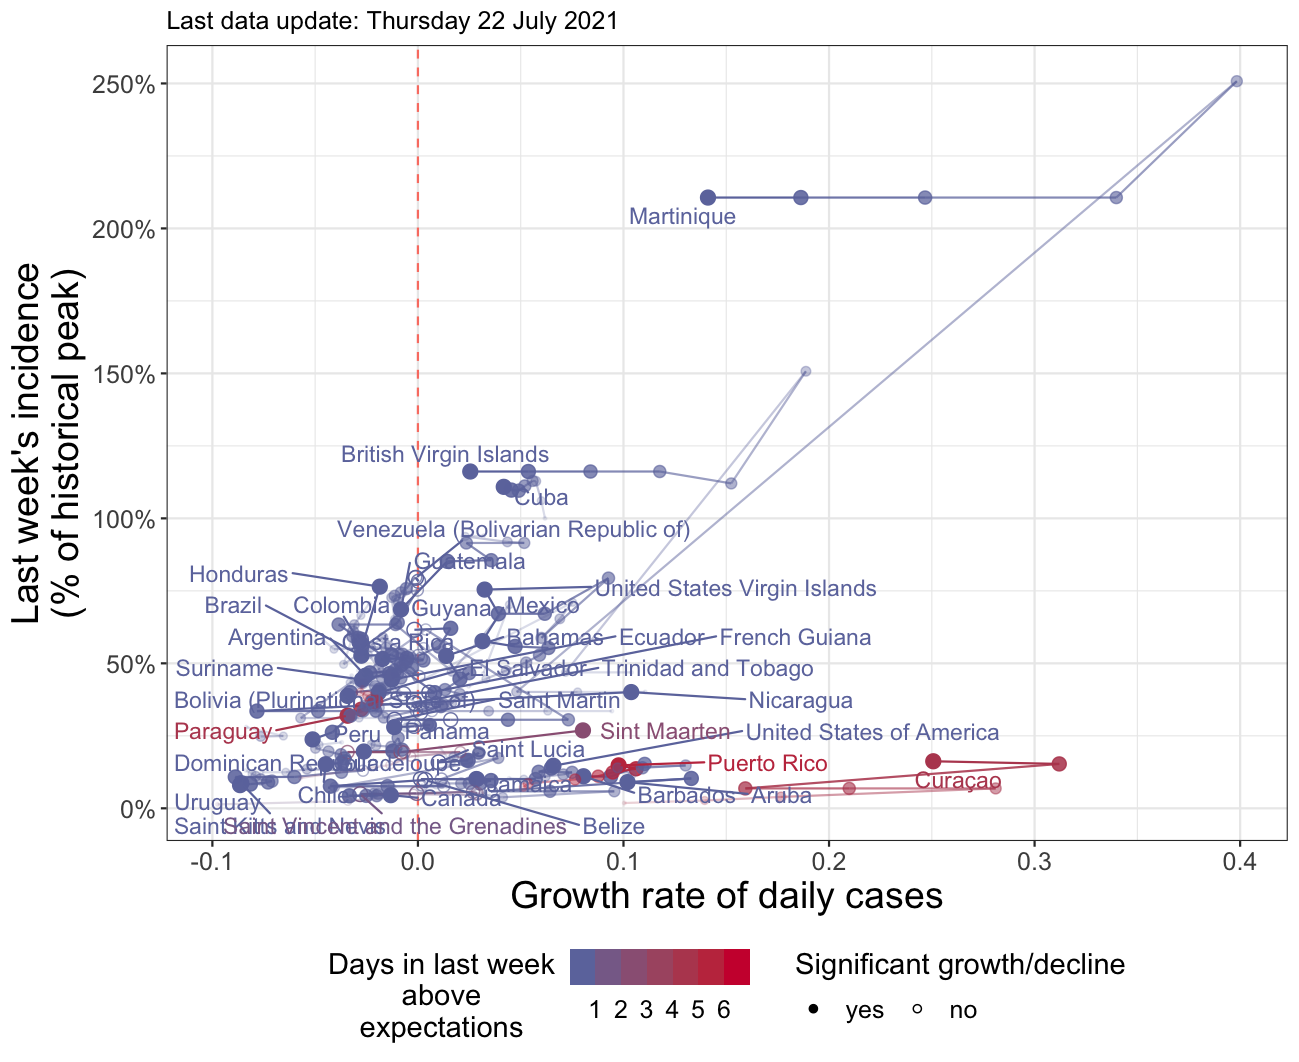 Last data update: Thursday 22 July 2021
Last week's incidence
(% of historical peak)
250%
200%
150%
100%
50%
0%
Martinique
British Virgin Islands
Cuba
Venezuela (Bolivarian Republic of)
Guatemala
Honduras
United States Virgin Islands
Brazil
Colombia
Guyana
Mexico
Argentina
Costa Rica
Bahamas
Ecuador
French Guiana
Suriname
El Salvador
Trinidad and Tobago
Bolivia (Plurinational State of)
Saint Martin
Nicaragua
Paraguay
Peru
Panama
Sint Maarten
United States of America
Saint Lucia
Dominican Republic
Guadeloupe
Puerto Rico
Curaçao
Jamaica
Uruguay
Chile
Canada
Barbados
Aruba
Saint Kitts and Nevis
Saint Vincent and the Grenadines
Belize
-0.1
0.0
0.1
0.2
0.3
0.4
Growth rate of daily cases
Days in last week
above
expectations
1 2 3 4 5 6
Significant growth/decline
yes
no